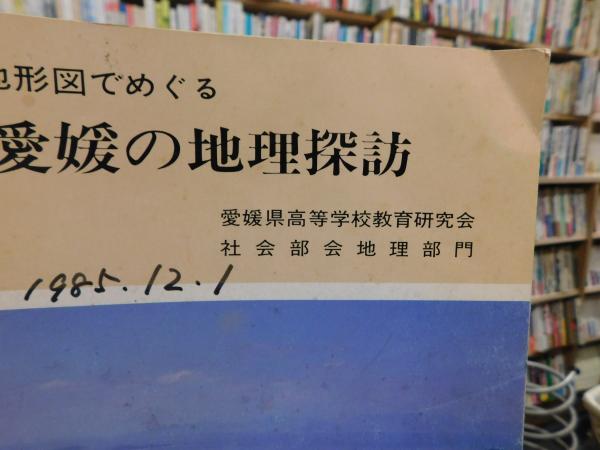 地形図でめぐる
愛媛の地理探訪
愛媛県高等学校教育研究会
社会部会地理部門
1985.12.1